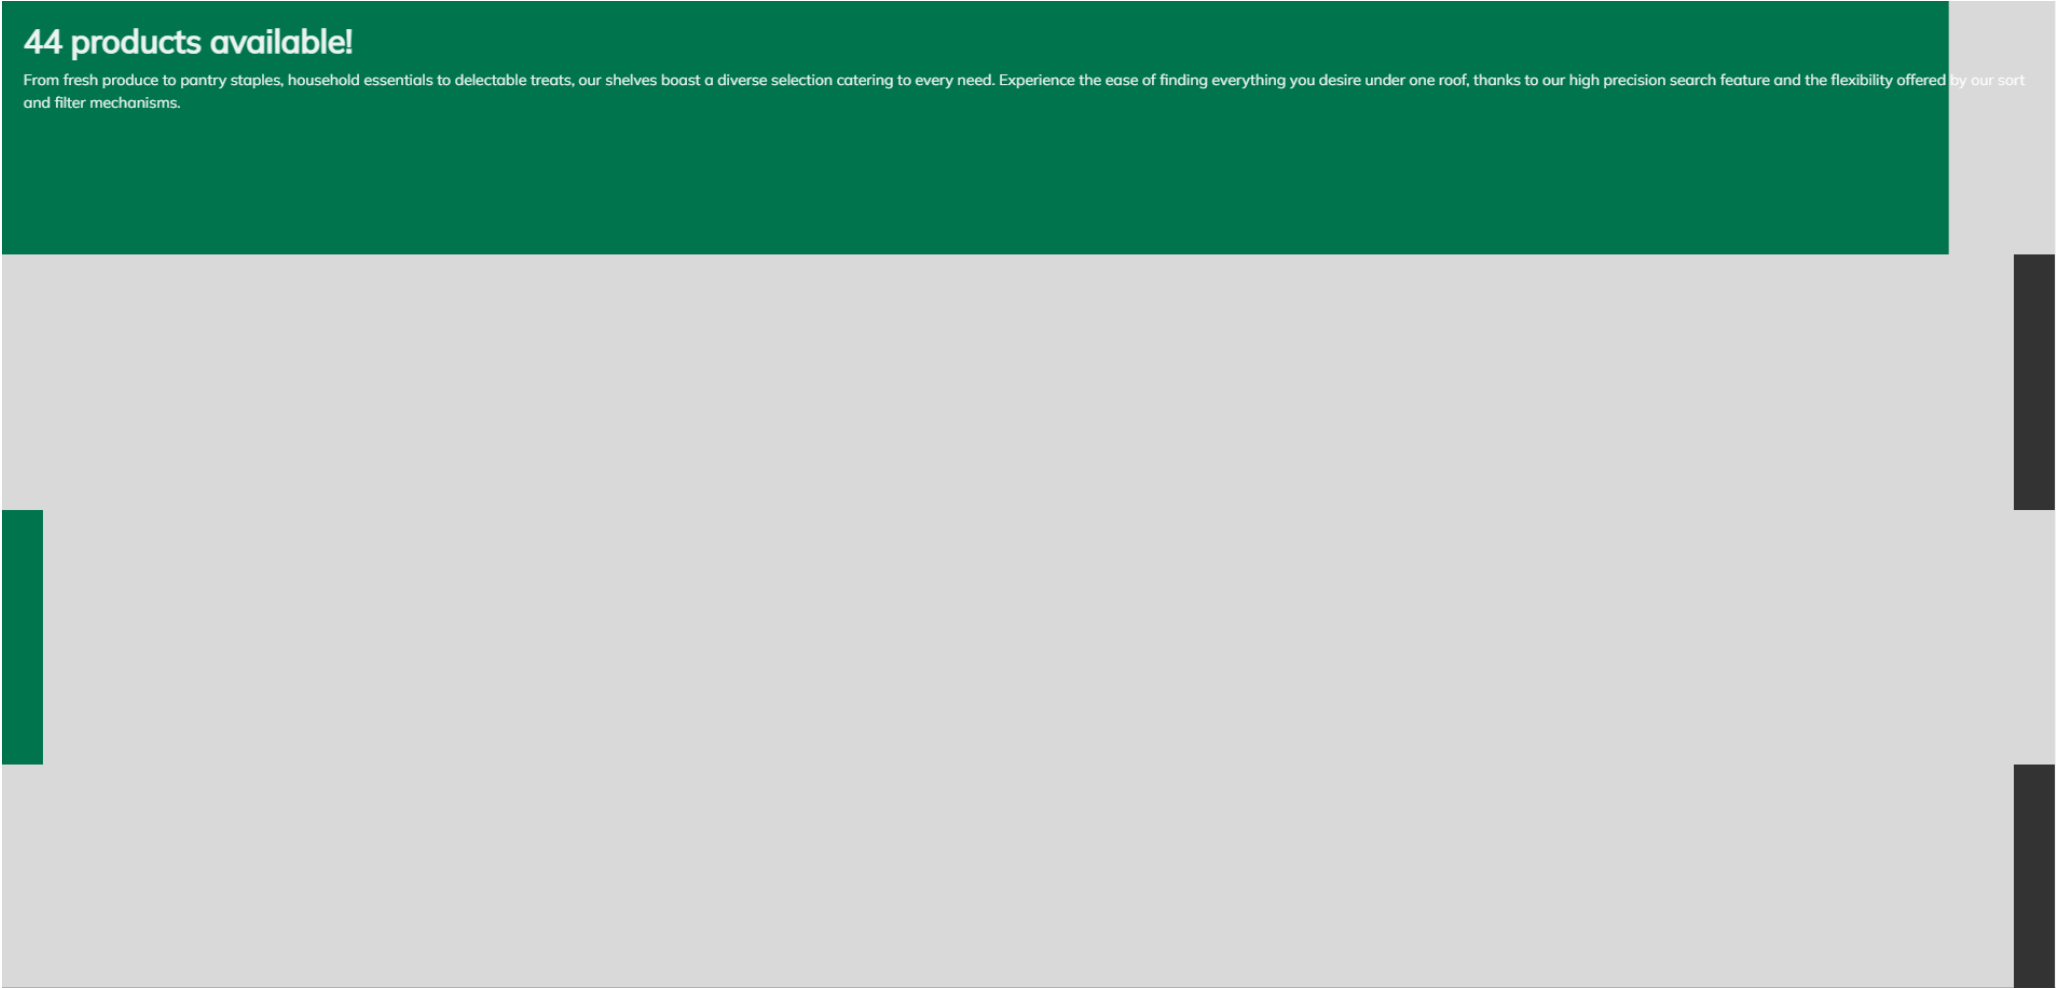 44 products available!
From fresh produce to pantry staples, household essentials to delectable treats, our shelves boast a diverse selection catering to every need. Experience the ease of finding everything you desire under one roof, thanks to our high precision search feature and the flexibility offered by our sort
and filter mechanisms.